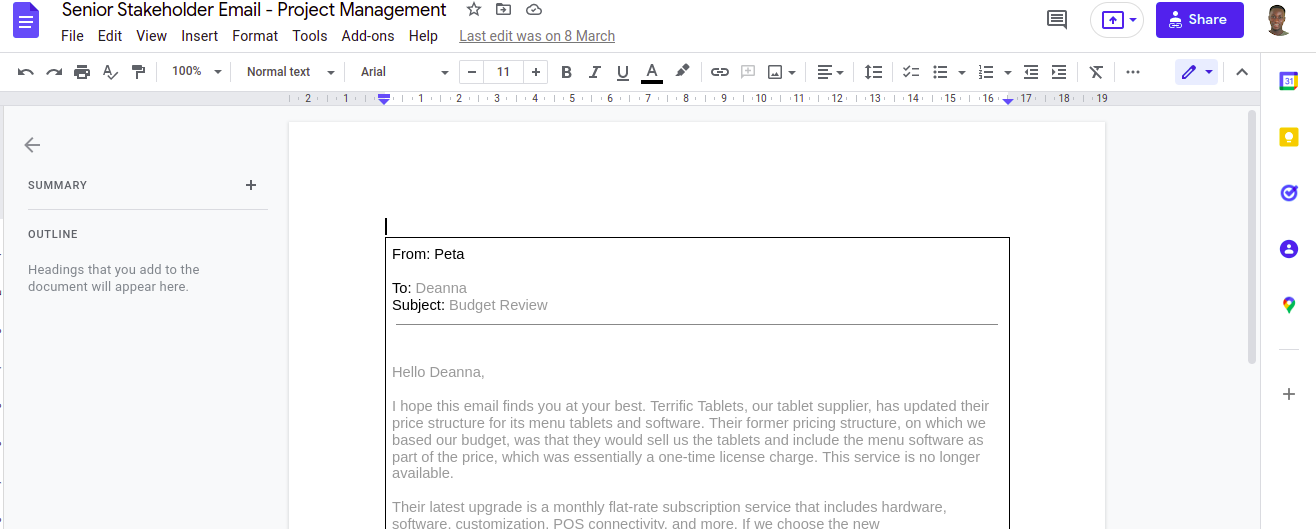 Senior Stakeholder Email - Project Management
File Edit View Insert Format Tools Add-ons Help Last edit was on 8 March
Share
100% Normal text Arial 11 B I U A
2 1 1 2 3 4 5 6 7 8 9 10 11 12 13 14 15 16 17 18 19
31
SUMMARY
OUTLINE
Headings that you add to the
document will appear here.
From: Peta
To: Deanna
Subject: Budget Review
Hello Deanna,
I hope this email finds you at your best. Terrific Tablets, our tablet supplier, has updated their
price structure for its menu tablets and software. Their former pricing structure, on which we
based our budget, was that they would sell us the tablets and include the menu software as
part of the price, which was essentially a one-time license charge. This service is no longer
available.
Their latest upgrade is a monthly flat-rate subscription service that includes hardware,
software, customization, POS connectivity, and more. If we choose the new